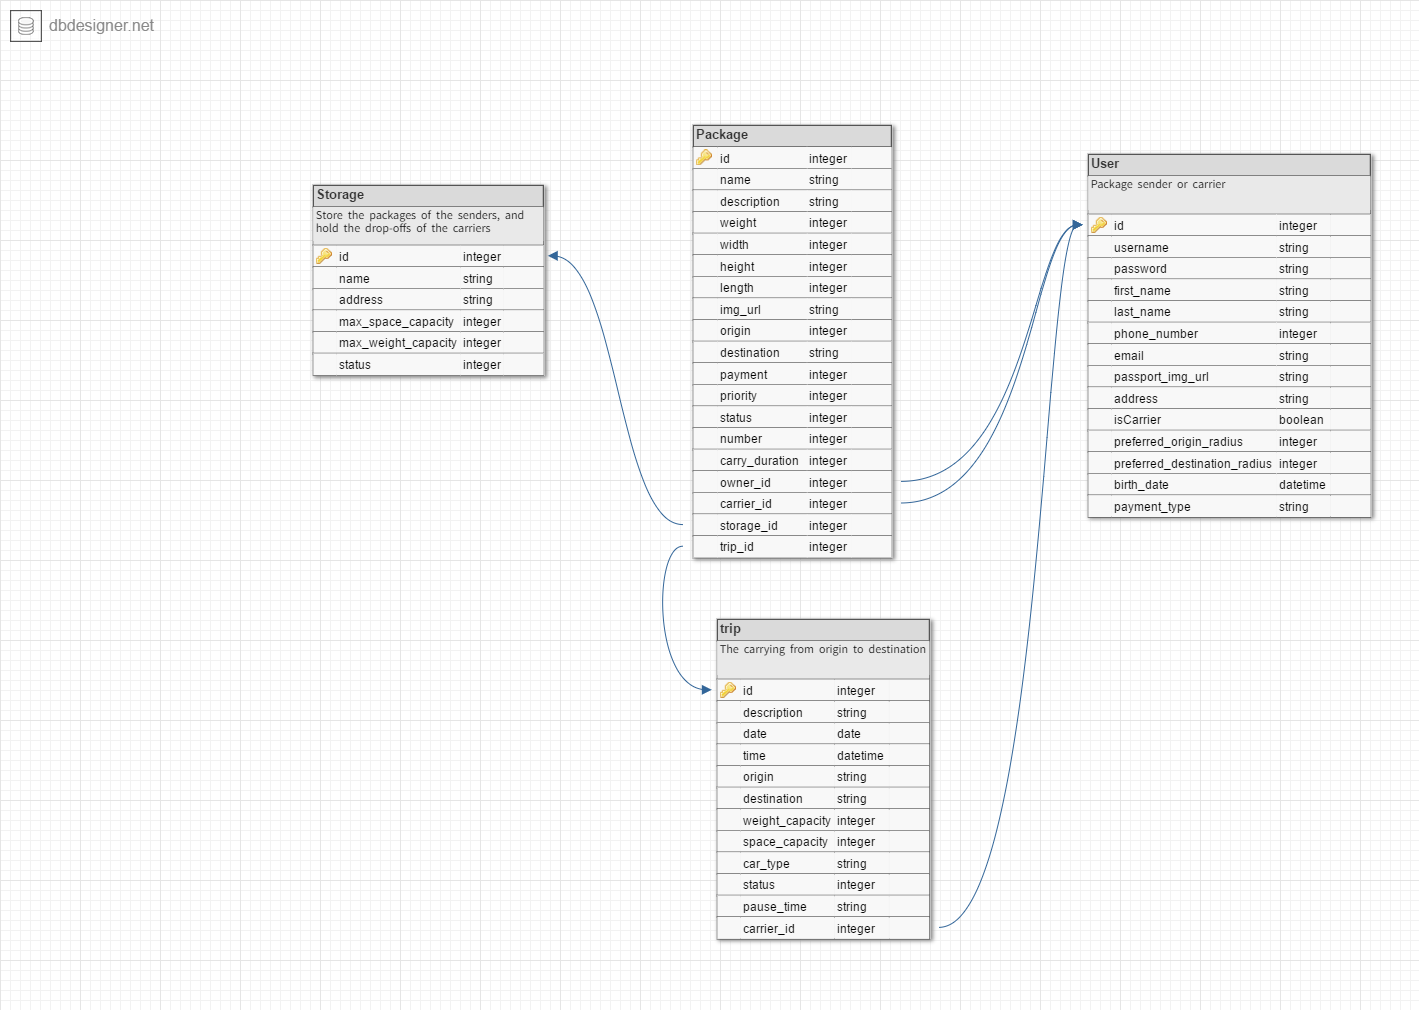 dbdesigner.net
Storage
Store the packages of the senders, and
hold the drop-offs of the carriers
id integer
name string
address string
max_space_capacity integer
max_weight_capacity integer
status integer
Package
id integer
name string
description string
weight integer
width integer
height integer
length integer
img_url string
origin integer
destination string
payment integer
priority integer
status integer
number integer
carry_duration integer
owner_id integer
carrier_id integer
storage_id integer
trip_id integer
User
Package sender or carrier
id integer
username string
password string
first_name string
last_name string
phone_number integer
email string
passport_img_url string
address string
isCarrier boolean
preferred_origin_radius integer
preferred_destination_radius integer
birth_date datetime
payment_type string
trip
The carrying from origin to destination
id integer
description string
date date
time datetime
origin string
destination string
weight_capacity integer
space_capacity integer
car_type string
status integer
pause_time string
carrier_id integer